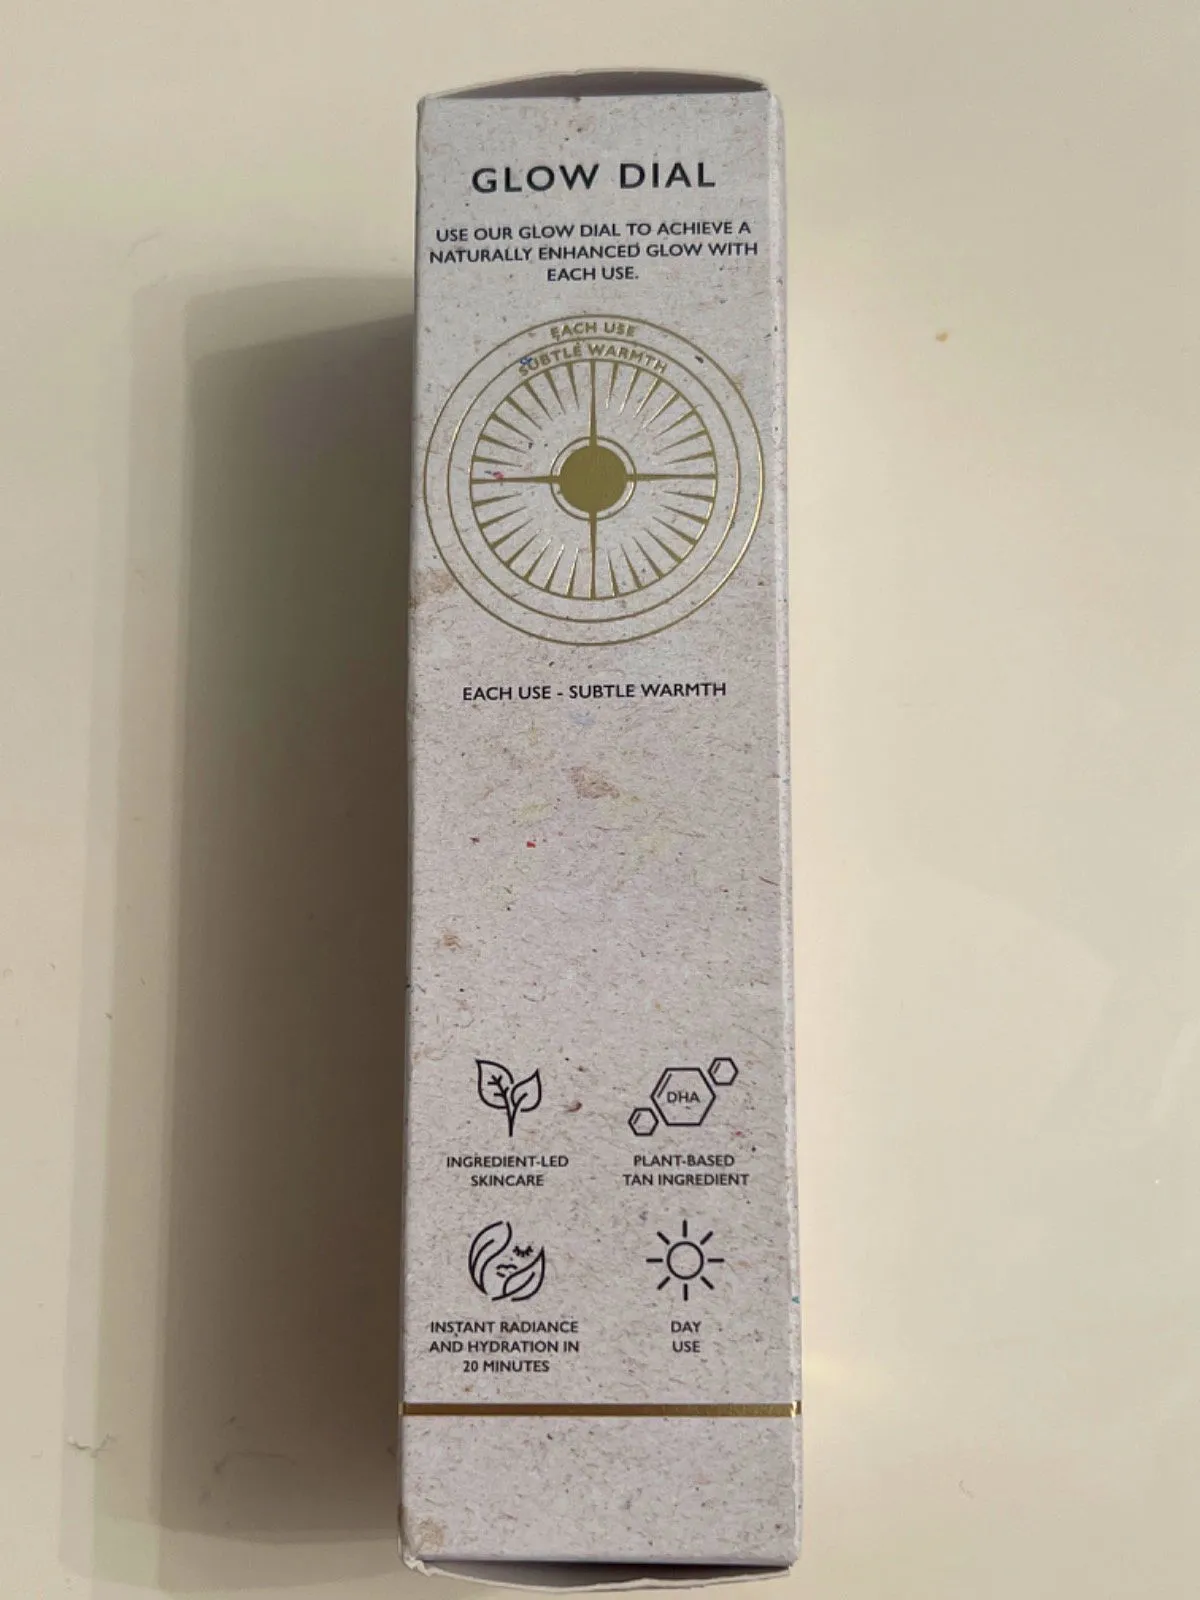 GLOW DIAL
USE OUR GLOW DIAL TO ACHIEVE A
NATURALLY ENHANCED GLOW WITH
EACH USE.
EACH USE
SUBTLE WARMTH
EACH USE - SUBTLE WARMTH
DHA
INGREDIENT-LED
SKINCARE
PLANT-BASED
TAN INGREDIENT
INSTANT RADIANCE
AND HYDRATION IN
20 MINUTES
DAY
USE